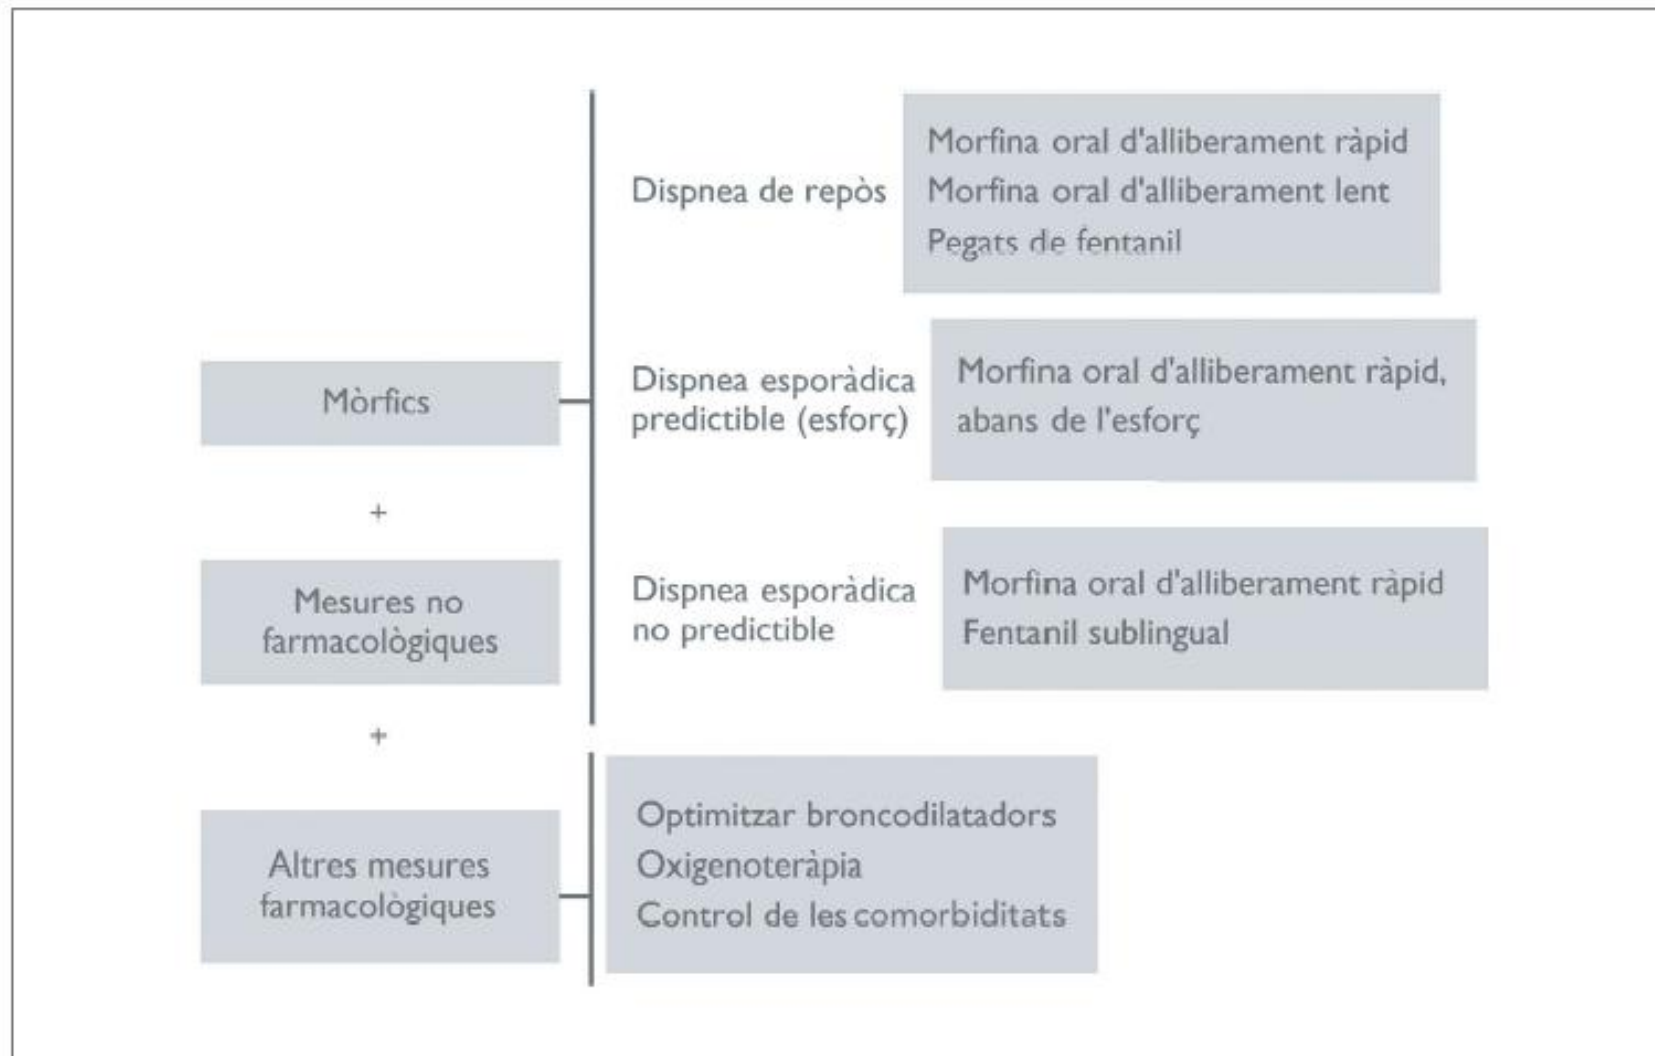 Dispnea de repòs
Morfina oral d'alliberament ràpid
Morfina oral d'alliberament lent
Pegats de fentanil
Mòrfics
Dispnea esporàdica
predictible (esforç)
Morfina oral d'alliberament ràpid,
abans de l'esforç
+
Mesures no
farmacològiques
Dispnea esporàdica
no predictible
Morfina oral d'alliberament ràpid
Fentanil sublingual
+
Altres mesures
farmacològiques
Optimitzar broncodilatadors
Oxigenoteràpia
Control de les comorbiditats